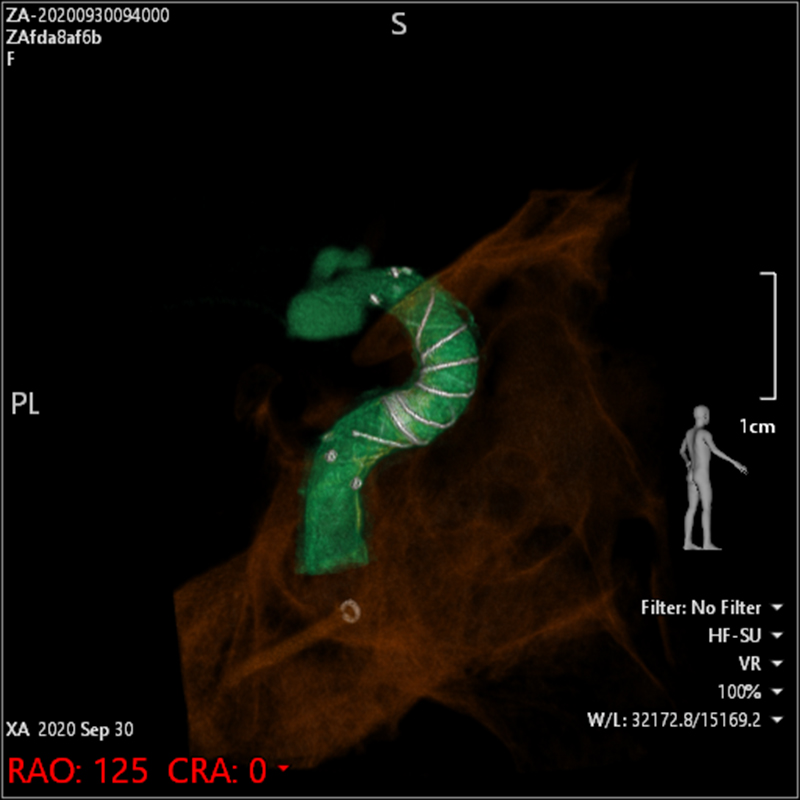 ZA-20200930094000
ZAfda8af6b
F
S
PL
1cm
Filter: No Filter
HF-SU
VR
100%
W/L: 32172.8/15169.2
XA 2020 Sep 30
RAO: 125 CRA: 0